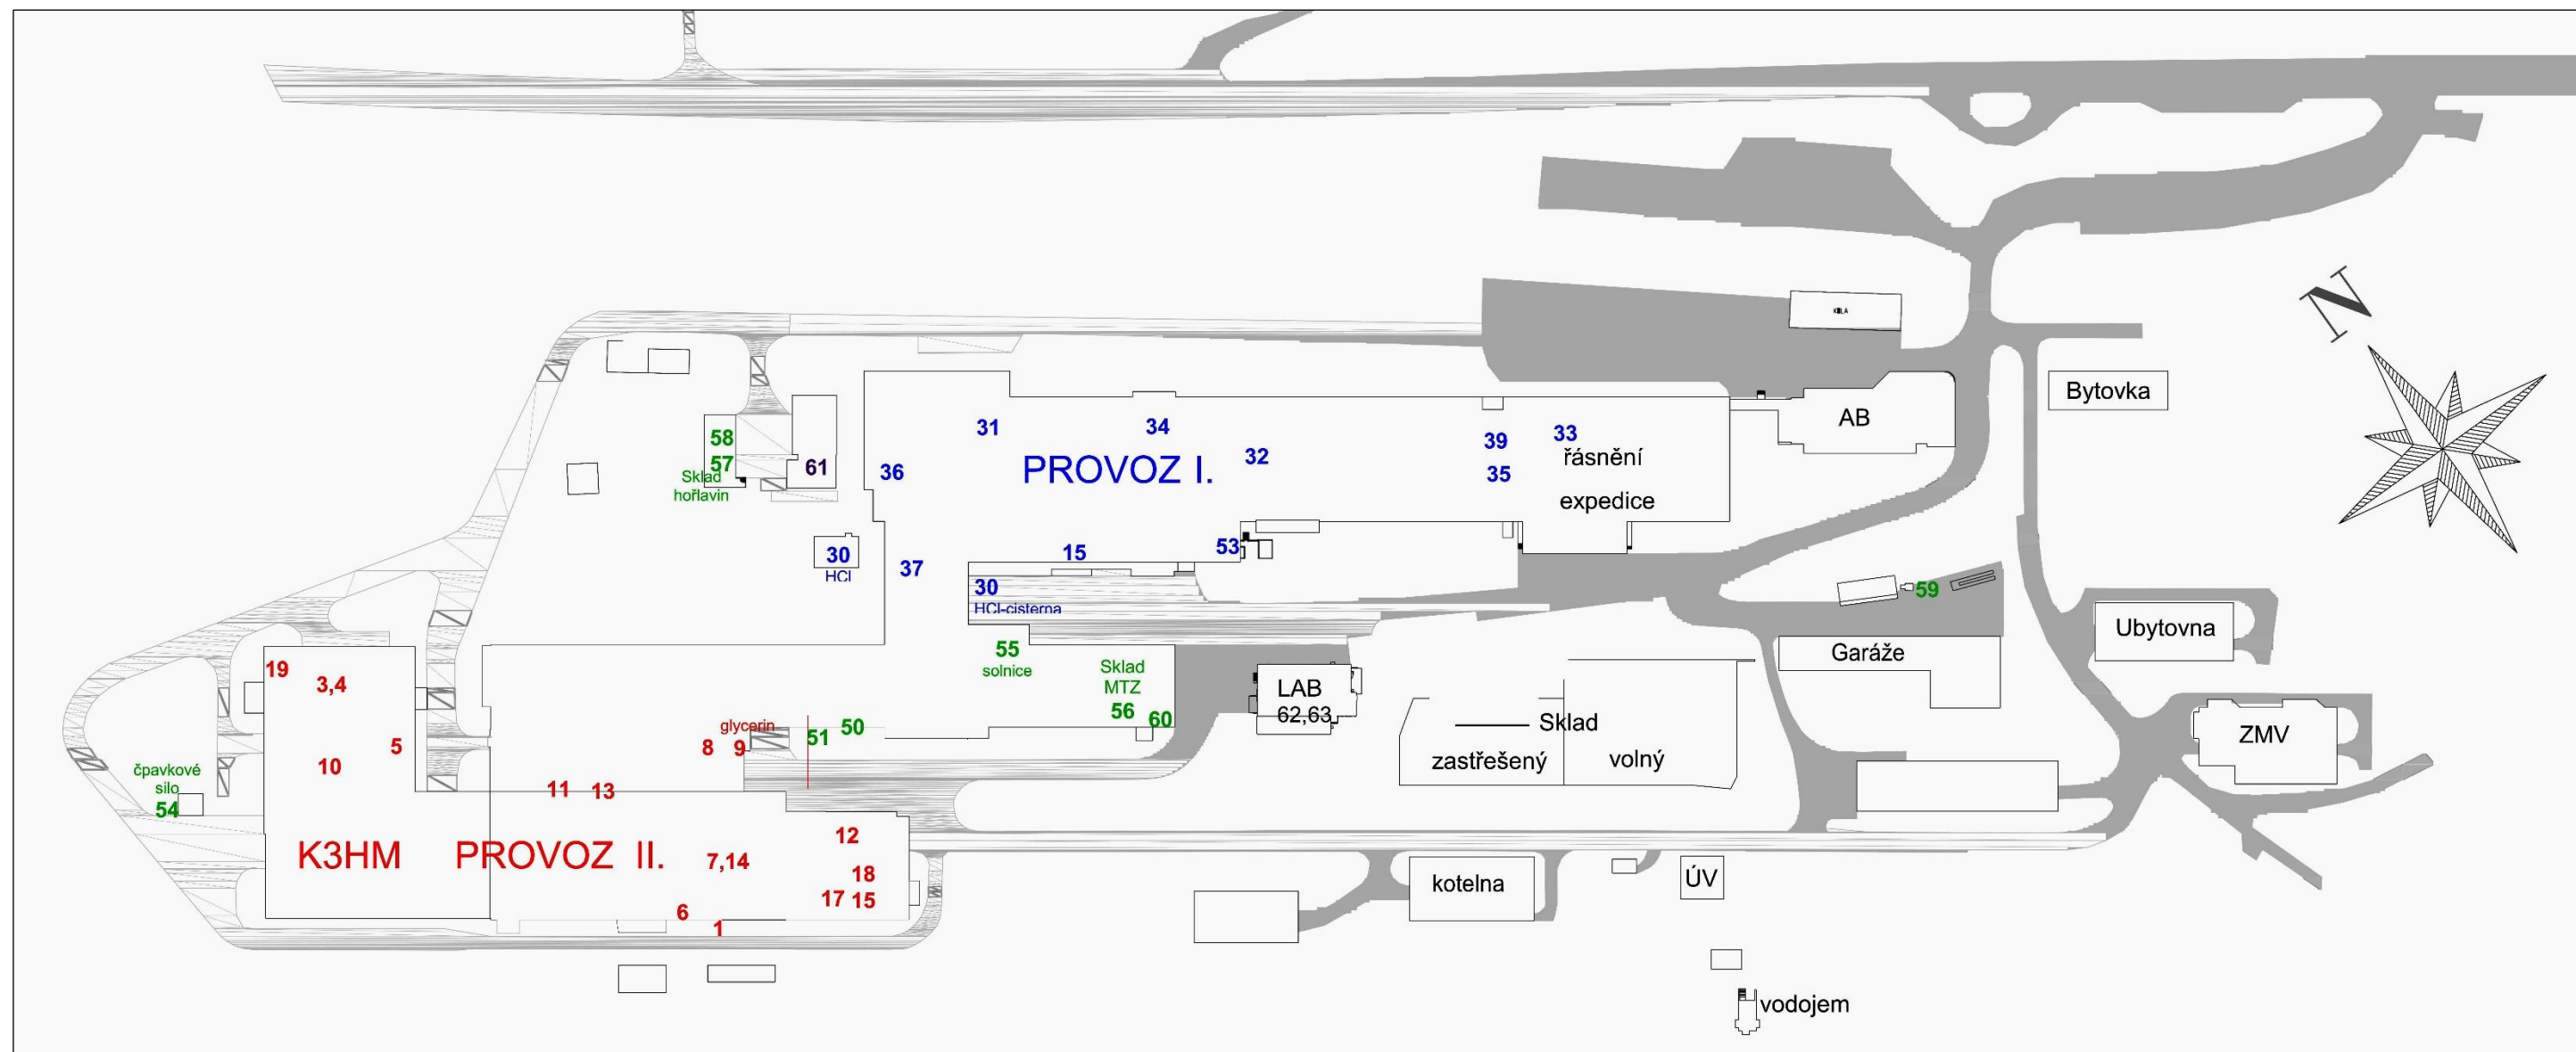 N
Bytovka
AB
31
34
39
33
32
řásnění
58
57
61
36
PROVOZ I.
35
Sklad
hořlavin
expedice
53
15
30
HCl
37
30
HCl-cisterna
59
Ubytovna
55
solnice
Garáže
19
3,4
Sklad
MTZ
LAB
62,63
56
60
Sklad
zastřešený
volný
ZMV
glycerin
50
51
5
8
9
10
čpavkové
silo
54
11
13
12
K3HM
PROVOZ II.
7,14
18
17
15
kotelna
ÚV
6
1
vodojem